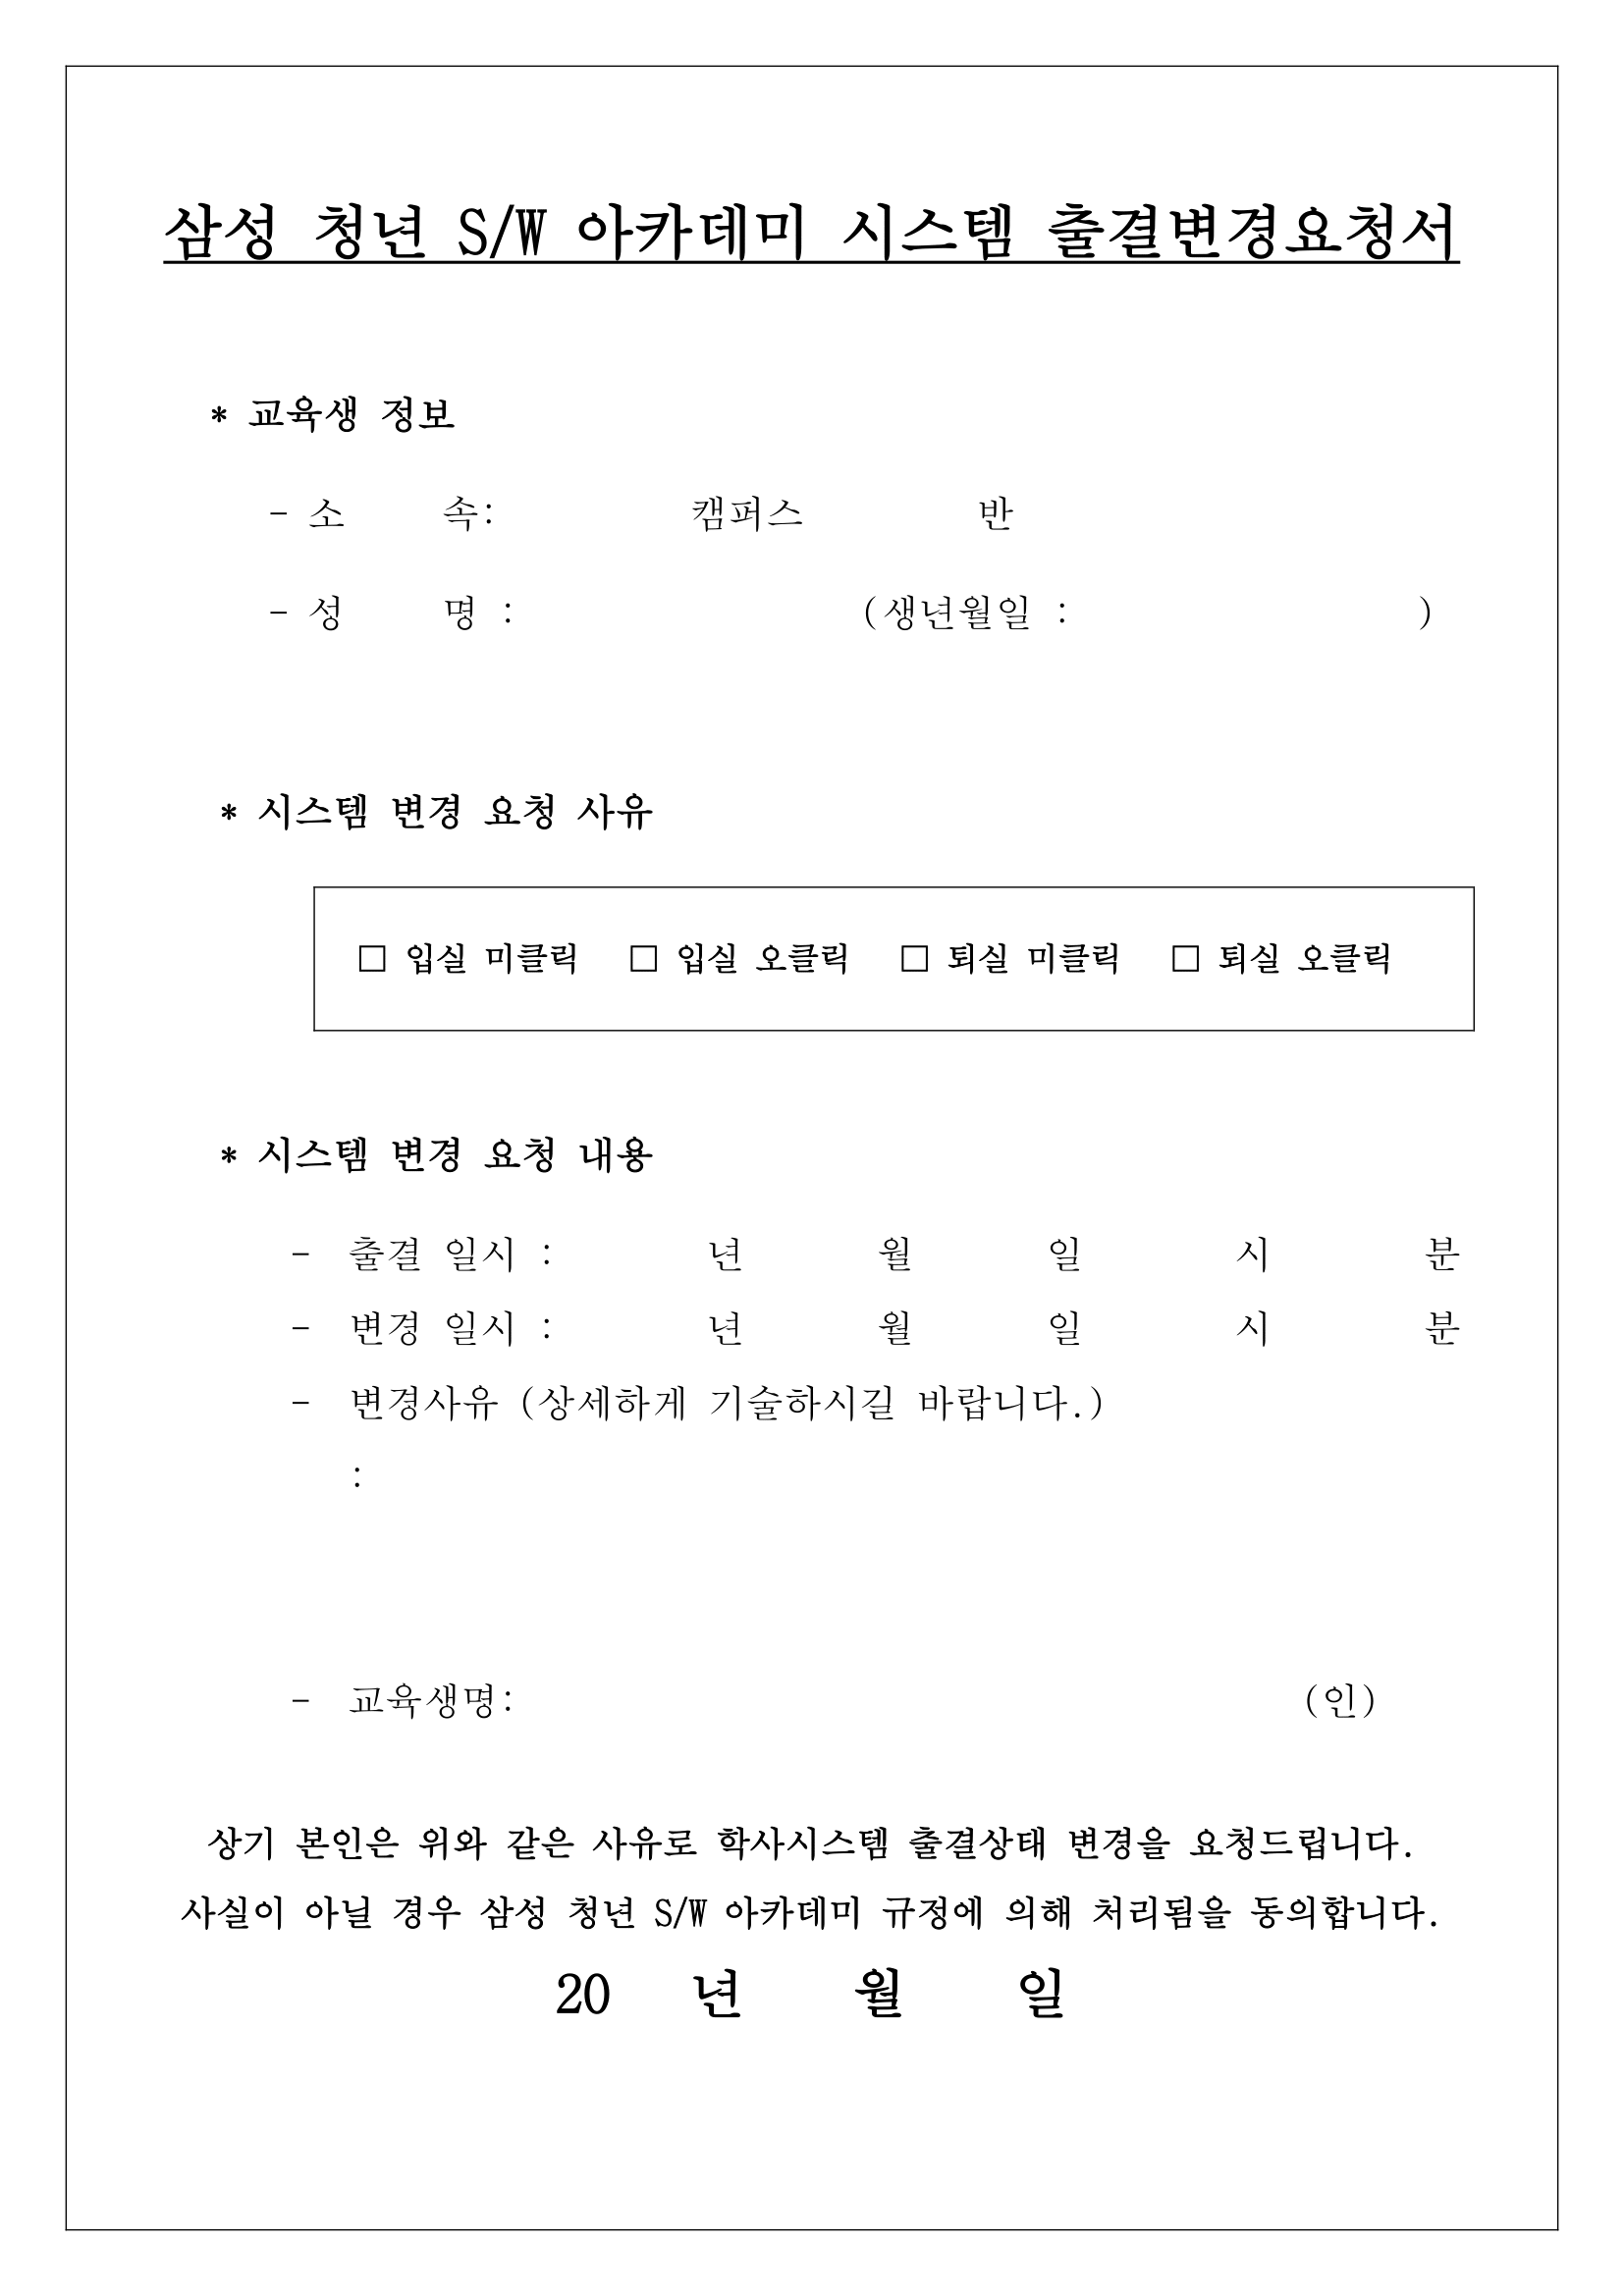 삼성 청년 S/W 아카데미 시스템 출결변경요청서
* 교육생 정보
- 소 속: 캠퍼스 반
- 성 명 : (생년월일 : )
* 시스템 변경 요청 사유
□ 입실 미클릭 □ 입실 오클릭 □ 퇴실 미클릭 □ 퇴실 오클릭
* 시스템 변경 요청 내용
- 출결 일시 : 년 월 일 시 분
- 변경 일시 : 년 월 일 시 분
- 변경사유 (상세하게 기술하시길 바랍니다.)
:
- 교육생명: (인)
상기 본인은 위와 같은 사유로 학사시스템 출결상태 변경을 요청드립니다.
사실이 아닐 경우 삼성 청년 S/W 아카데미 규정에 의해 처리됨을 동의합니다.
20 년 월 일